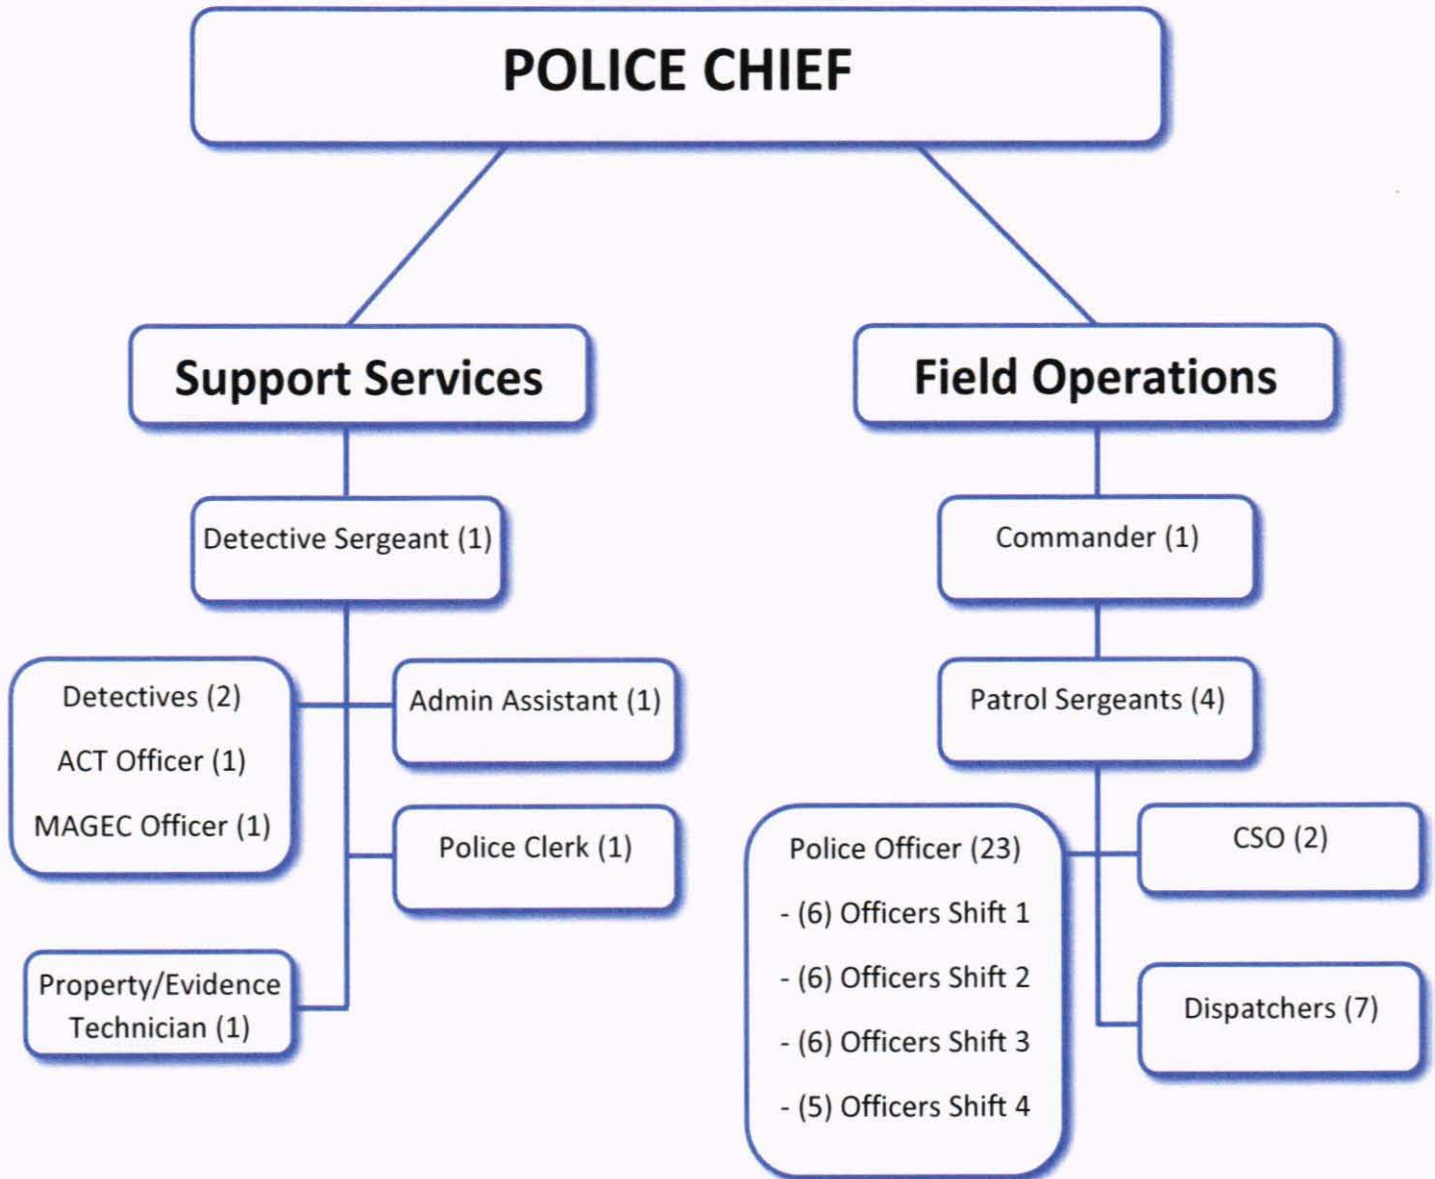 POLICE CHIEF
Support Services
Field Operations
Detective Sergeant (1)
Commander (1)
Detectives (2)
ACT Officer (1)
MAGEC Officer (1)
Admin Assistant (1)
Patrol Sergeants (4)
Police Clerk (1)
Property/Evidence
Technician (1)
Police Officer (23)
- (6) Officers Shift 1
- (6) Officers Shift 2
- (6) Officers Shift 3
- (5) Officers Shift 4
CSO (2)
Dispatchers (7)